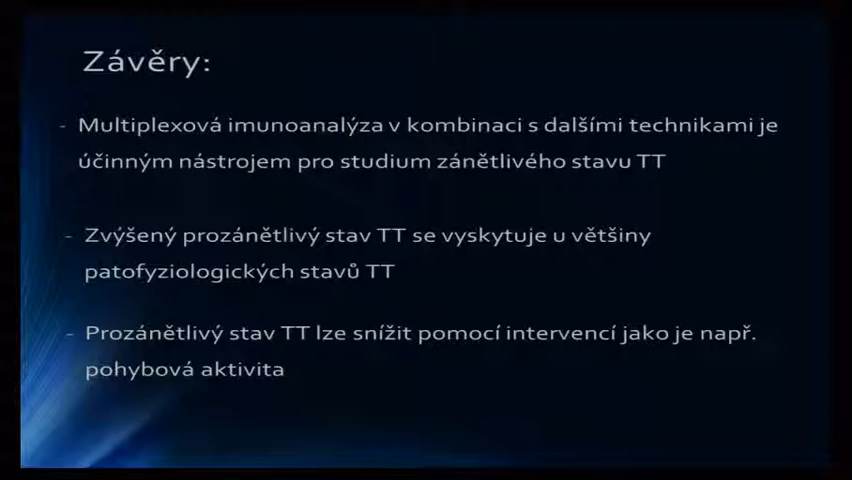 Závěry:
- Multiplexová imunoanalýza v kombinaci s dalšími technikami je
účinným nástrojem pro studium zánětlivého stavu TT
- Zvýšený prozánětlivý stav TT se vyskytuje u většiny
patofyziologických stavů TT
- Prozánětlivý stav TT lze snížit pomocí intervencí jako je např.
pohybová aktivita